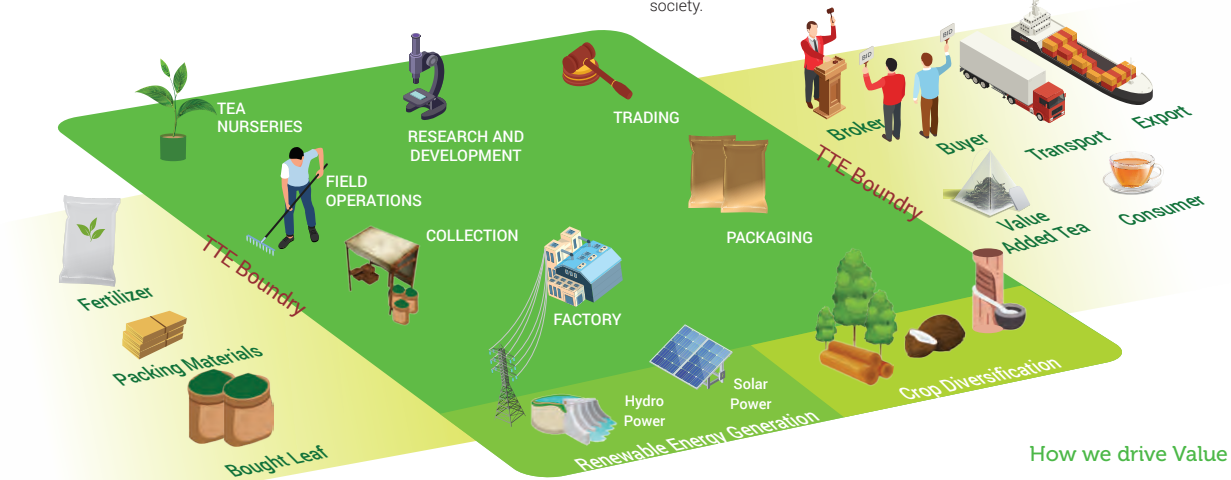 society.
TEA
NURSERIES
RESEARCH AND
DEVELOPMENT
TRADING
BID
BID
Broker
Buyer
Transport
Export
TTE Boundry
FIELD
OPERATIONS
COLLECTION
PACKAGING
Value
Added Tea
Consumer
TTE Boundry
Fertilizer
Packing Materials
Bought Leaf
FACTORY
Solar
Power
Hydro
Power
Renewable Energy Generation
Crop Diversification
How we drive Value